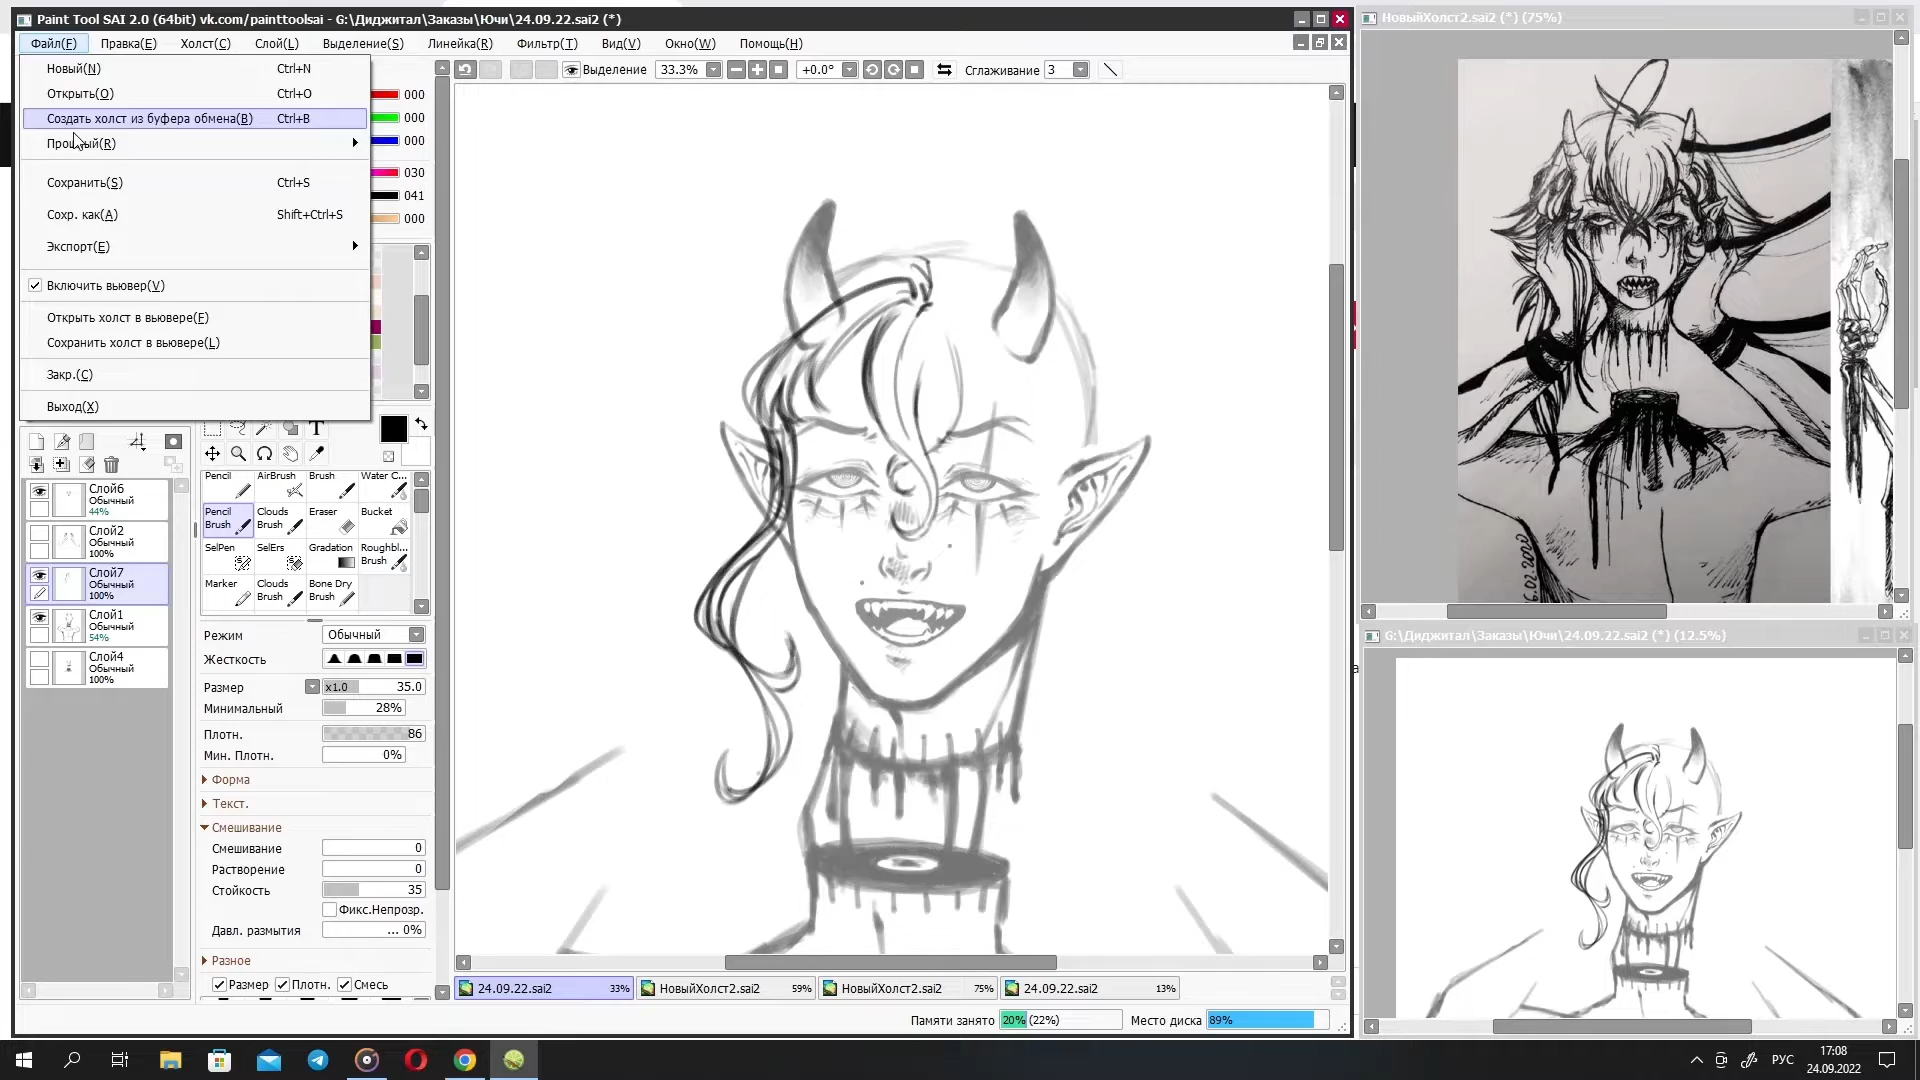 Paint Tool SAI 2.0 (64bit) vk.com/painttoolsai - G:\Диджитал\Заказы\Ючи\24.09.22.sai2 (*)
Файл(F) Правка(E) Холст(C) Слой(L) Выделение(S) Линейка(R) Фильтр(T) Вид(V) Окно(W) Помощь(H)
Новый(N) Ctrl+N
Открыть(O) Ctrl+O
Создать холст из буфера обмена(B) Ctrl+B
Прошлый(R)
Сохранить(S) Ctrl+S
Сохр. как(A) Shift+Ctrl+S
Экспорт(E)
Включить вьювер(V)
Открыть холст в вьювере(F)
Сохранить холст в вьювере(L)
Закр.(C)
Выход(X)
Выделение 33.3% +0.0° Сглаживание 3
000
000
000
030
041
000
T
Слой6
Обычный
44%
Слой2
Обычный
100%
Слой7
Обычный
100%
Слой1
Обычный
54%
Слой4
Обычный
100%
Pencil AirBrush Brush Water C...
Pencil Brush Clouds Brush Eraser Bucket
SelPen SelErs Gradation Roughbl... Brush
Marker Clouds Brush Bone Dry Brush
Режим Обычный
Жесткость
Размер x1.0 35.0
Минимальный 28%
Плотн. 86
Мин. Плотн. 0%
Форма
Текст.
Смешивание
Смешивание 0
Растворение 0
Стойкость 35
Фикс.Непрозр.
Давл. размытия ... 0%
Разное
Размер Плотн. Смесь
24.09.22.sai2 33% НовыйХолст2.sai2 59% НовыйХолст2.sai2 75% 24.09.22.sai2 13%
Памяти занято 20% (22%) Место диска 89%
НовыйХолст2.sai2 (*) (75%)
6.02.2020
G:\Диджитал\Заказы\Ючи\24.09.22.sai2 (*) (12.5%)
РУС
17:08
24.09.2022